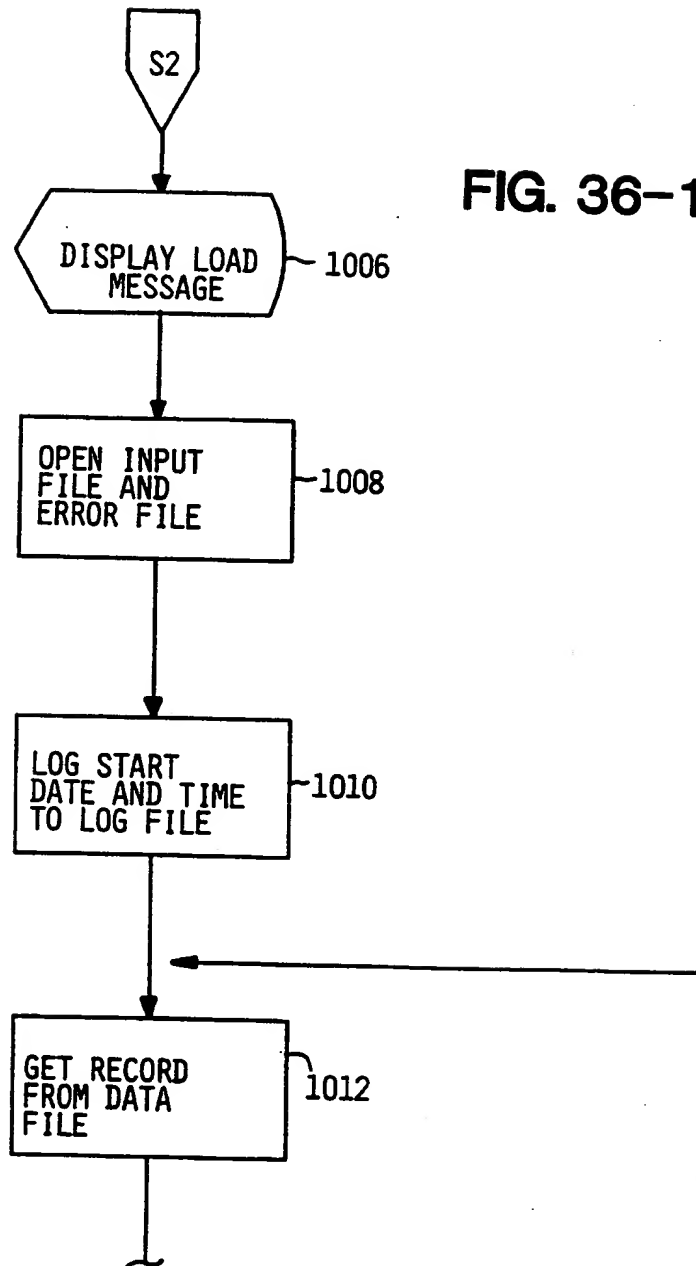 S2
FIG. 36-1
DISPLAY LOAD
MESSAGE
1006
OPEN INPUT
FILE AND
ERROR FILE
1008
LOG START
DATE AND TIME
TO LOG FILE
1010
GET RECORD
FROM DATA
FILE
1012